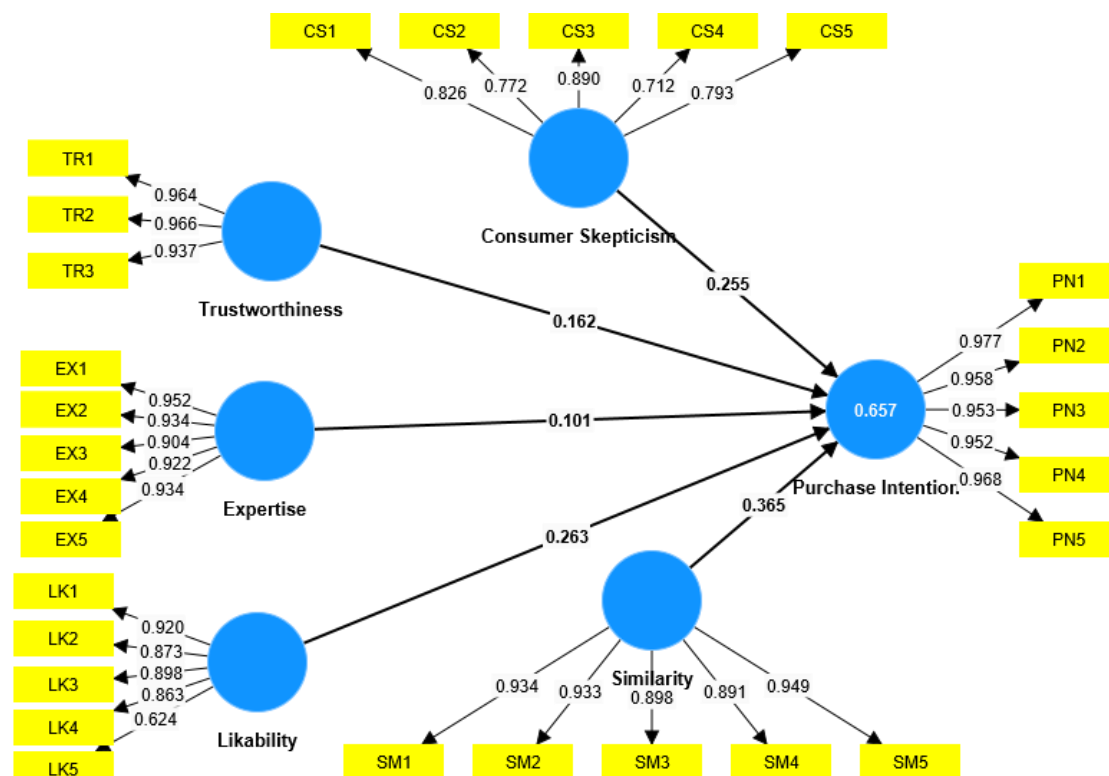 CS1 CS2 CS3 CS4 CS5
0.826 0.772 0.890 0.712 0.793
Consumer Skepticism
TR1
TR2
TR3
0.964
0.966
0.937
Trustworthiness
0.255
0.162
EX1
EX2
EX3
EX4
EX5
0.952
0.934
0.904
0.922
0.934
Expertise
0.101
0.657
Purchase Intention
PN1
PN2
PN3
PN4
PN5
0.977
0.958
0.953
0.952
0.968
0.365
0.263
LK1
LK2
LK3
LK4
LK5
0.920
0.873
0.898
0.863
0.624
Likability
Similarity
0.934 0.933 0.898 0.891 0.949
SM1 SM2 SM3 SM4 SM5